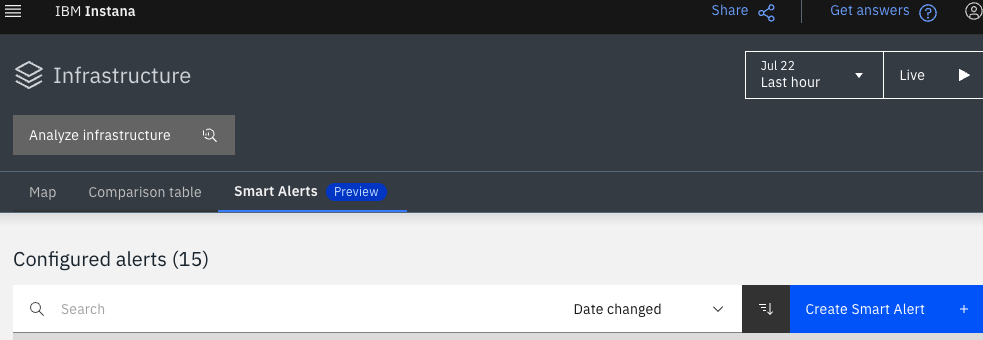 IBM Instana
Share
Get answers
Infrastructure
Jul 22
Last hour
Live
Analyze infrastructure
Map
Comparison table
Smart Alerts
Preview
Configured alerts (15)
Search
Date changed
Create Smart Alert +